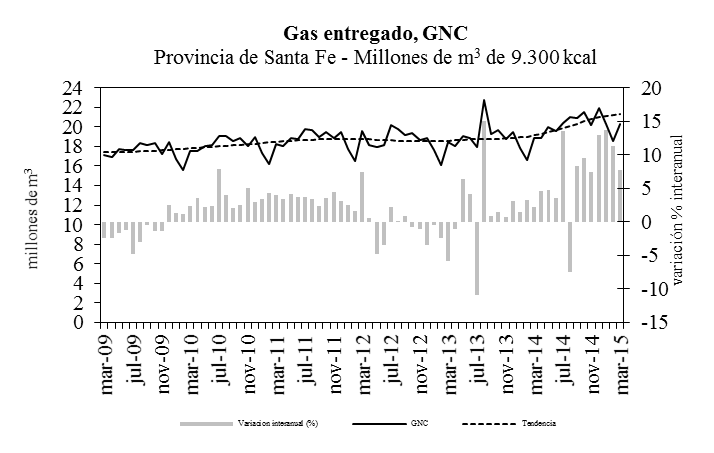 Gas entregado, GNC
Provincia de Santa Fe - Millones de m³ de 9.300 kcal
24
22
20
18
16
14
12
10
8
6
4
2
0
millones de m³
20
15
10
5
0
-5
-10
-15
variación % interanual
mar-09
jul-09
nov-09
mar-10
jul-10
nov-10
mar-11
jul-11
nov-11
mar-12
jul-12
nov-12
mar-13
jul-13
nov-13
mar-14
jul-14
nov-14
mar-15
Variacion interanual (%)
GNC
Tendencia